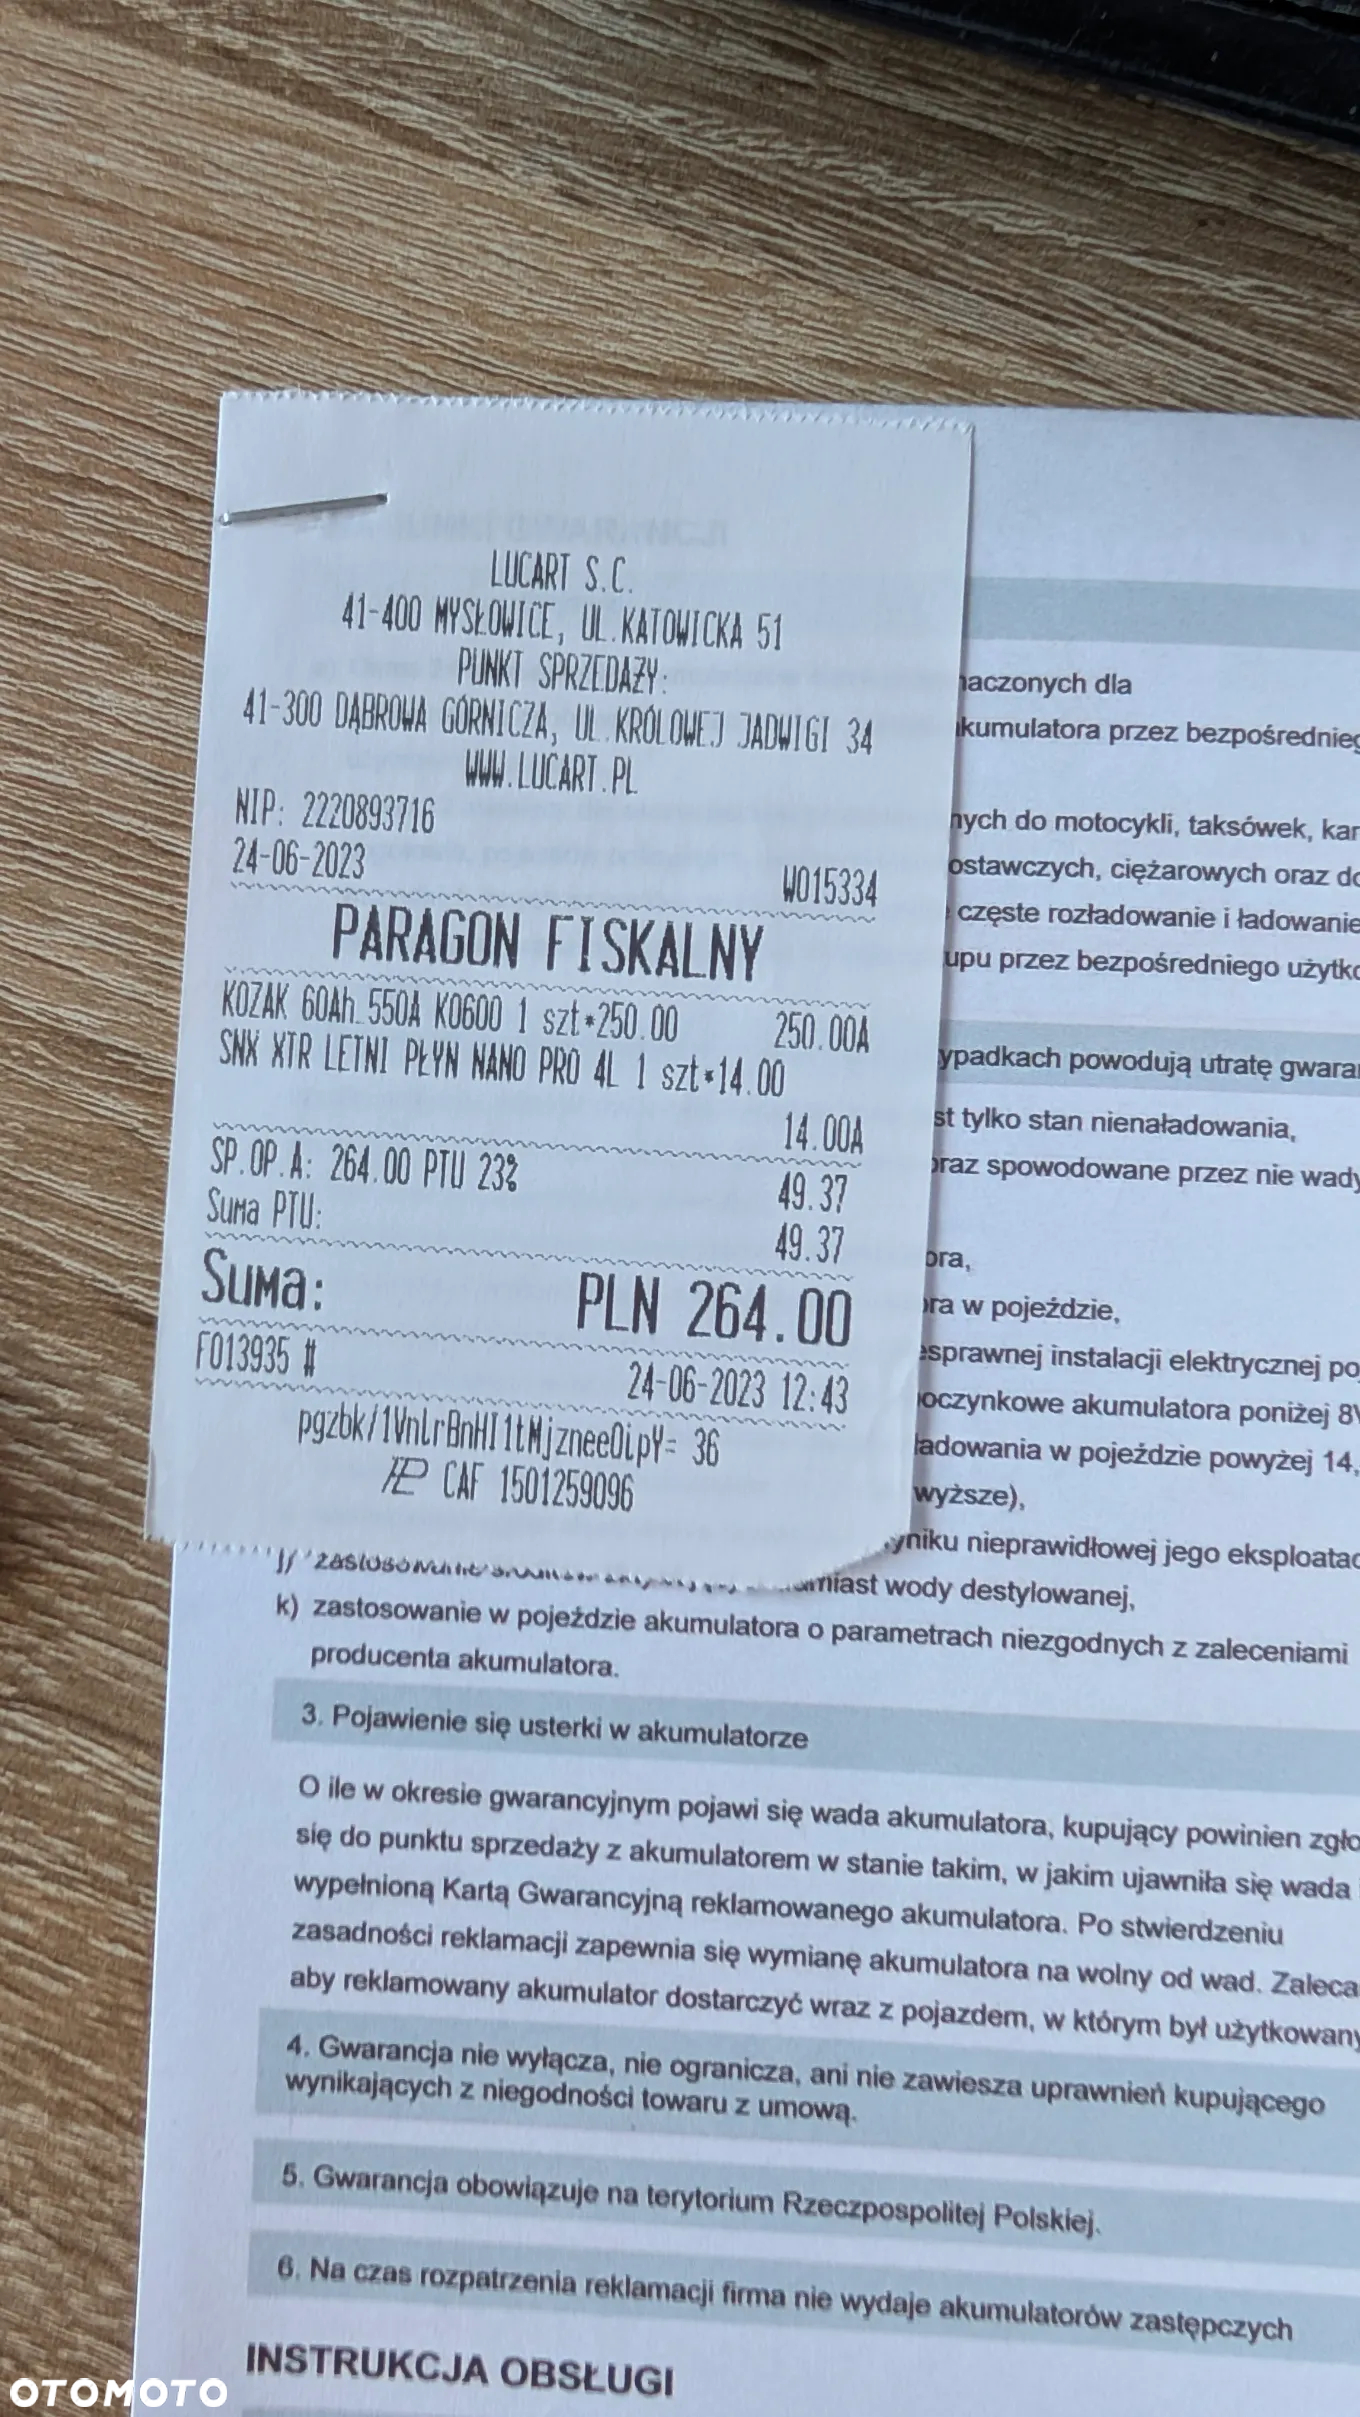 LUCART S.C.
41-400 MYSŁOWICE, UL.KATOWICKA 51
PUNKT SPRZEDAŻY:
41-300 DĄBROWA GÓRNICZA, UL.KRÓLOWEJ JADWIGI 34
WWW.LUCART.PL
NIP: 2220893716
24-06-2023 W015334
PARAGON FISKALNY
KOZAK 60Ah_550A KO600 1 szt*250.00 250.00A
SNX XTR LETNI PŁYN NANO PRO 4L 1 szt*14.00
14.00A
SP.OP.A: 264.00 PTU 23% 49.37
Suma PTU: 49.37
Suma: PLN 264.00
F013935 # 24-06-2023 12:43
pgzbk/1VnlrBnHI1tMjznee0ipY= 36
CAF 1501259096
naczonych dla
akumulatora przez bezpośrednieg
nych do motocykli, taksówek, kar
ostawczych, ciężarowych oraz do
częste rozładowanie i ładowanie
upu przez bezpośredniego użytko
ypadkach powodują utratę gwara
st tylko stan nienaładowania,
oraz spowodowane przez nie wady
ora,
ora w pojeździe,
esprawnej instalacji elektrycznej po
poczynkowe akumulatora poniżej 8V
ładowania w pojeździe powyżej 14,
wyższe),
yniku nieprawidłowej jego eksploatac
j) zastosowanie miast wody destylowanej,
k) zastosowanie w pojeździe akumulatora o parametrach niezgodnych z zaleceniami
producenta akumulatora.
3. Pojawienie się usterki w akumulatorze
O ile w okresie gwarancyjnym pojawi się wada akumulatora, kupujący powinien zgło
się do punktu sprzedaży z akumulatorem w stanie takim, w jakim ujawniła się wada
wypełnioną Kartą Gwarancyjną reklamowanego akumulatora. Po stwierdzeniu
zasadności reklamacji zapewnia się wymianę akumulatora na wolny od wad. Zaleca
aby reklamowany akumulator dostarczyć wraz z pojazdem, w którym był użytkowany
4. Gwarancja nie wyłącza, nie ogranicza, ani nie zawiesza uprawnień kupującego
wynikających z niegodności towaru z umową.
5. Gwarancja obowiązuje na terytorium Rzeczpospolitej Polskiej.
6. Na czas rozpatrzenia reklamacji firma nie wydaje akumulatorów zastępczych
INSTRUKCJA OBSŁUGI
OTOMOTO